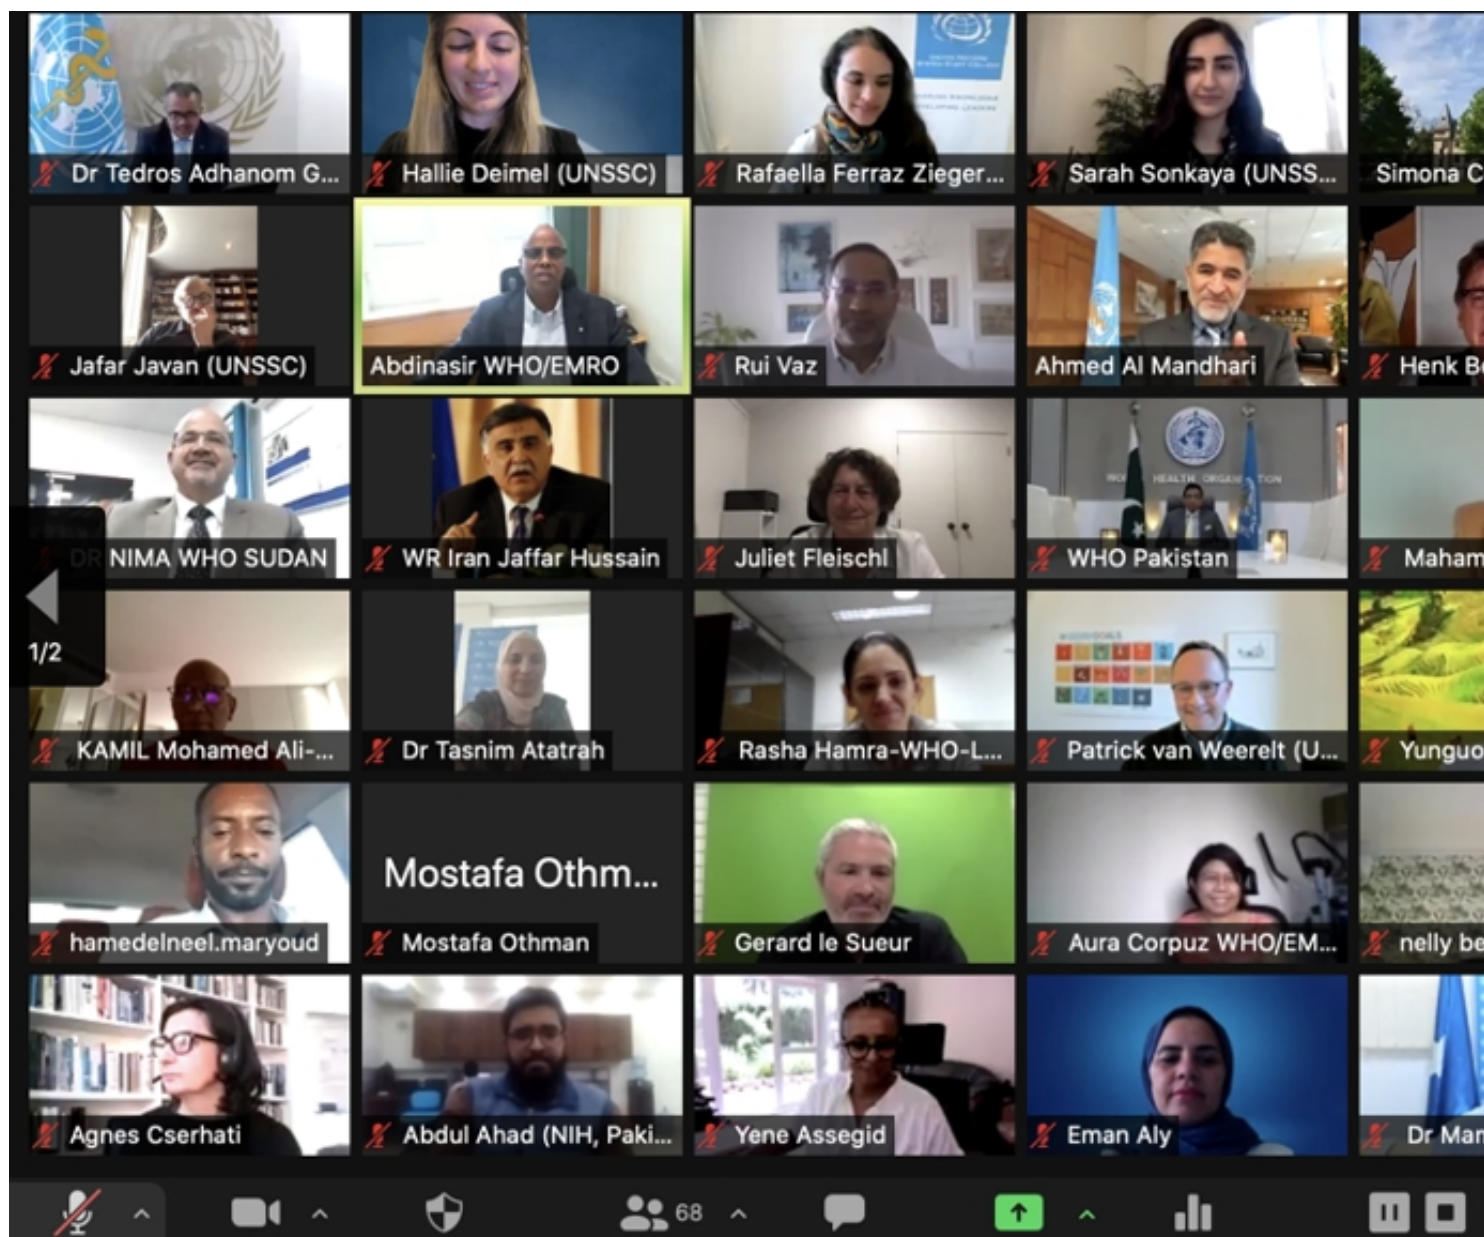 Dr Tedros Adhanom G...
Hallie Deimel (UNSSC)
Rafaella Ferraz Zieger...
Sarah Sonkaya (UNSS...
Simona C
Jafar Javan (UNSSC)
Abdinasir WHO/EMRO
Rui Vaz
Ahmed Al Mandhari
Henk B
DR NIMA WHO SUDAN
WR Iran Jaffar Hussain
Juliet Fleischl
HEALTH
WHO Pakistan
Maham
1/2
KAMIL Mohamed Ali-...
Dr Tasnim Atatrah
Rasha Hamra-WHO-L...
GOALS
Patrick van Weerelt (U...
Yunguo
hamedelneel.maryoud
Mostafa Othm...
Mostafa Othman
Gerard le Sueur
Aura Corpuz WHO/EM...
nelly be
Agnes Cserhati
Abdul Ahad (NIH, Paki...
Yene Assegid
Eman Aly
Dr Mar
68